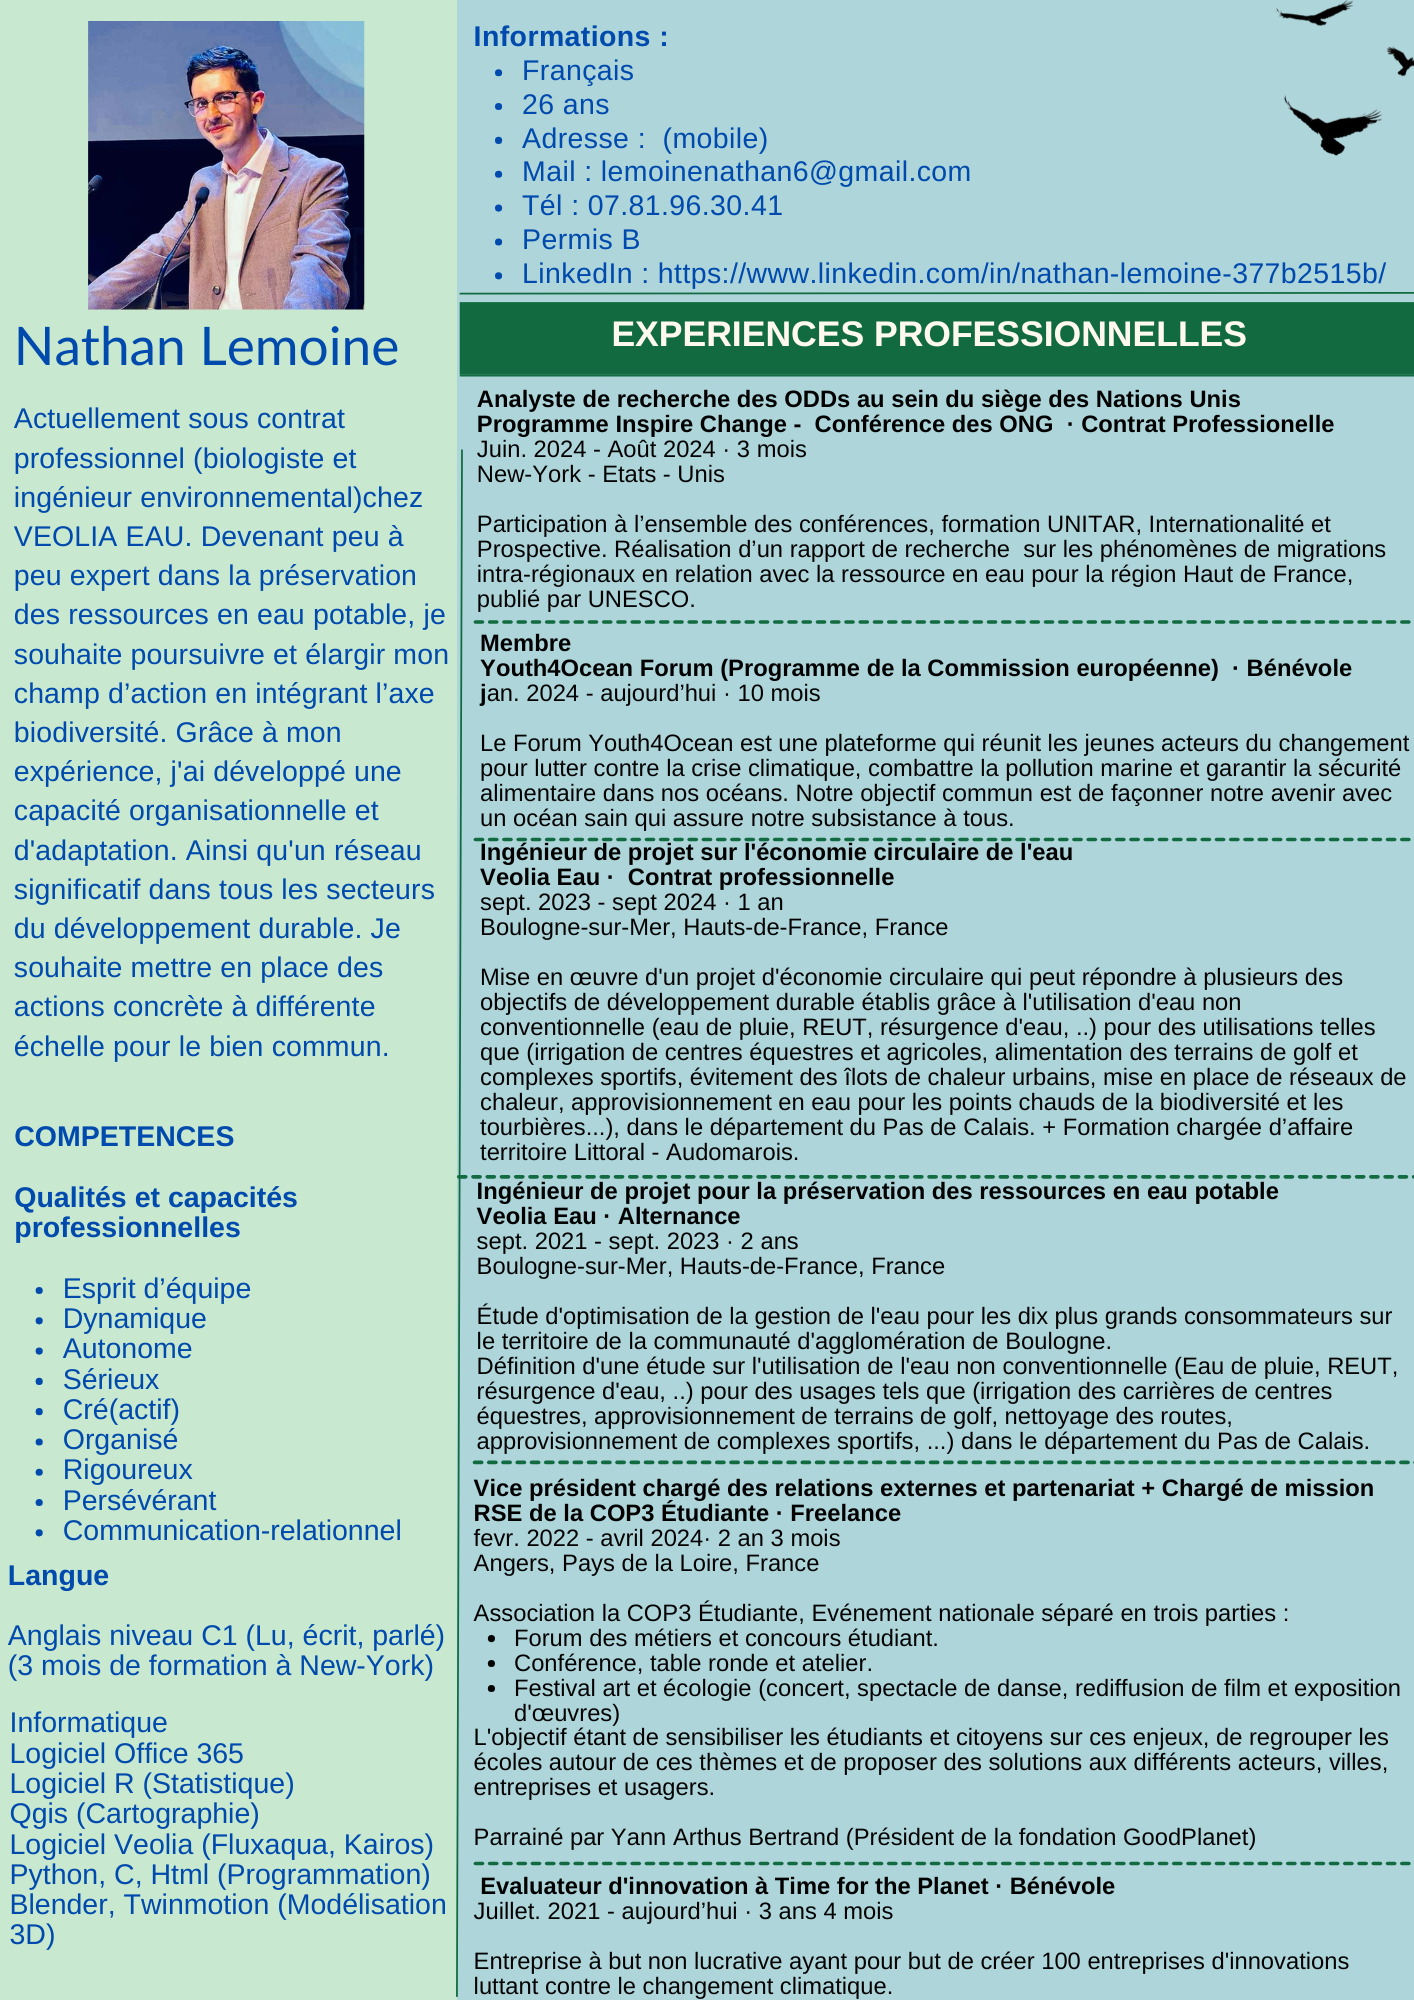 Nathan Lemoine
Actuellement sous contrat
professionnel (biologiste et
ingénieur environnemental)chez
VEOLIA EAU. Devenant peu à
peu expert dans la préservation
des ressources en eau potable, je
souhaite poursuivre et élargir mon
champ d’action en intégrant l’axe
biodiversité. Grâce à mon
expérience, j'ai développé une
capacité organisationnelle et
d'adaptation. Ainsi qu'un réseau
significatif dans tous les secteurs
du développement durable. Je
souhaite mettre en place des
actions concrète à différente
échelle pour le bien commun.
COMPETENCES
Qualités et capacités
professionnelles
• Esprit d’équipe
• Dynamique
• Autonome
• Sérieux
• Cré(actif)
• Organisé
• Rigoureux
• Persévérant
• Communication-relationnel
Langue
Anglais niveau C1 (Lu, écrit, parlé)
(3 mois de formation à New-York)
Informatique
Logiciel Office 365
Logiciel R (Statistique)
Qgis (Cartographie)
Logiciel Veolia (Fluxaqua, Kairos)
Python, C, Html (Programmation)
Blender, Twinmotion (Modélisation
3D)
Informations :
• Français
• 26 ans
• Adresse :  (mobile)
• Mail : lemoinenathan6@gmail.com
• Tél : 07.81.96.30.41
• Permis B
• LinkedIn : https://www.linkedin.com/in/nathan-lemoine-377b2515b/
EXPERIENCES PROFESSIONNELLES
Analyste de recherche des ODDs au sein du siège des Nations Unis
Programme Inspire Change -  Conférence des ONG  · Contrat Professionelle
Juin. 2024 - Août 2024 · 3 mois
New-York - Etats - Unis
Participation à l’ensemble des conférences, formation UNITAR, Internationalité et
Prospective. Réalisation d’un rapport de recherche  sur les phénomènes de migrations
intra-régionaux en relation avec la ressource en eau pour la région Haut de France,
publié par UNESCO.
Membre
Youth4Ocean Forum (Programme de la Commission européenne)  · Bénévole
jan. 2024 - aujourd’hui · 10 mois
Le Forum Youth4Ocean est une plateforme qui réunit les jeunes acteurs du changement
pour lutter contre la crise climatique, combattre la pollution marine et garantir la sécurité
alimentaire dans nos océans. Notre objectif commun est de façonner notre avenir avec
un océan sain qui assure notre subsistance à tous.
Ingénieur de projet sur l'économie circulaire de l'eau
Veolia Eau ·  Contrat professionnelle
sept. 2023 - sept 2024 · 1 an
Boulogne-sur-Mer, Hauts-de-France, France
Mise en œuvre d'un projet d'économie circulaire qui peut répondre à plusieurs des
objectifs de développement durable établis grâce à l'utilisation d'eau non
conventionnelle (eau de pluie, REUT, résurgence d'eau, ..) pour des utilisations telles
que (irrigation de centres équestres et agricoles, alimentation des terrains de golf et
complexes sportifs, évitement des îlots de chaleur urbains, mise en place de réseaux de
chaleur, approvisionnement en eau pour les points chauds de la biodiversité et les
tourbières...), dans le département du Pas de Calais. + Formation chargée d’affaire
territoire Littoral - Audomarois.
Ingénieur de projet pour la préservation des ressources en eau potable
Veolia Eau · Alternance
sept. 2021 - sept. 2023 · 2 ans
Boulogne-sur-Mer, Hauts-de-France, France
Étude d'optimisation de la gestion de l'eau pour les dix plus grands consommateurs sur
le territoire de la communauté d'agglomération de Boulogne.
Définition d'une étude sur l'utilisation de l'eau non conventionnelle (Eau de pluie, REUT,
résurgence d'eau, ..) pour des usages tels que (irrigation des carrières de centres
équestres, approvisionnement de terrains de golf, nettoyage des routes,
approvisionnement de complexes sportifs, ...) dans le département du Pas de Calais.
Vice président chargé des relations externes et partenariat + Chargé de mission
RSE de la COP3 Étudiante · Freelance
fevr. 2022 - avril 2024· 2 an 3 mois
Angers, Pays de la Loire, France
Association la COP3 Étudiante, Evénement nationale séparé en trois parties :
• Forum des métiers et concours étudiant.
• Conférence, table ronde et atelier.
• Festival art et écologie (concert, spectacle de danse, rediffusion de film et exposition
d'œuvres)
L'objectif étant de sensibiliser les étudiants et citoyens sur ces enjeux, de regrouper les
écoles autour de ces thèmes et de proposer des solutions aux différents acteurs, villes,
entreprises et usagers.
Parrainé par Yann Arthus Bertrand (Président de la fondation GoodPlanet)
Evaluateur d'innovation à Time for the Planet · Bénévole
Juillet. 2021 - aujourd’hui · 3 ans 4 mois
Entreprise à but non lucrative ayant pour but de créer 100 entreprises d'innovations
luttant contre le changement climatique.